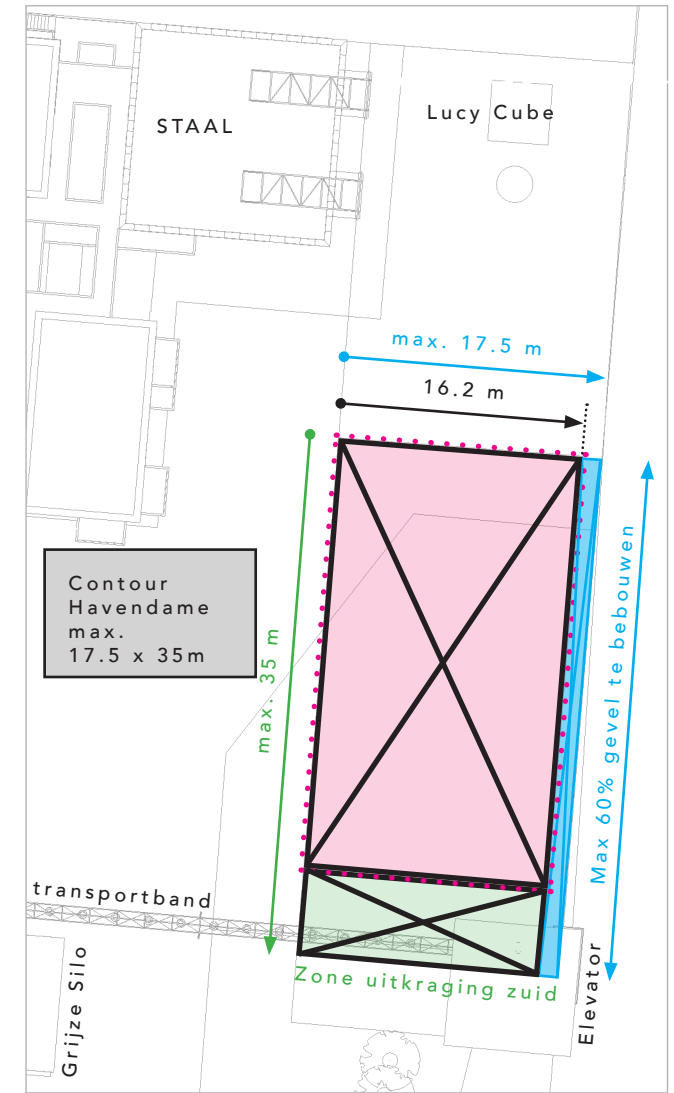 STAAL
Lucy Cube
max. 17.5 m
16.2 m
Contour
Havendame
max.
17.5 x 35m
max. 35 m
Max 60% gevel te bebouwen
transportband
Zone uitkraging zuid
Grijze Silo
Elevator